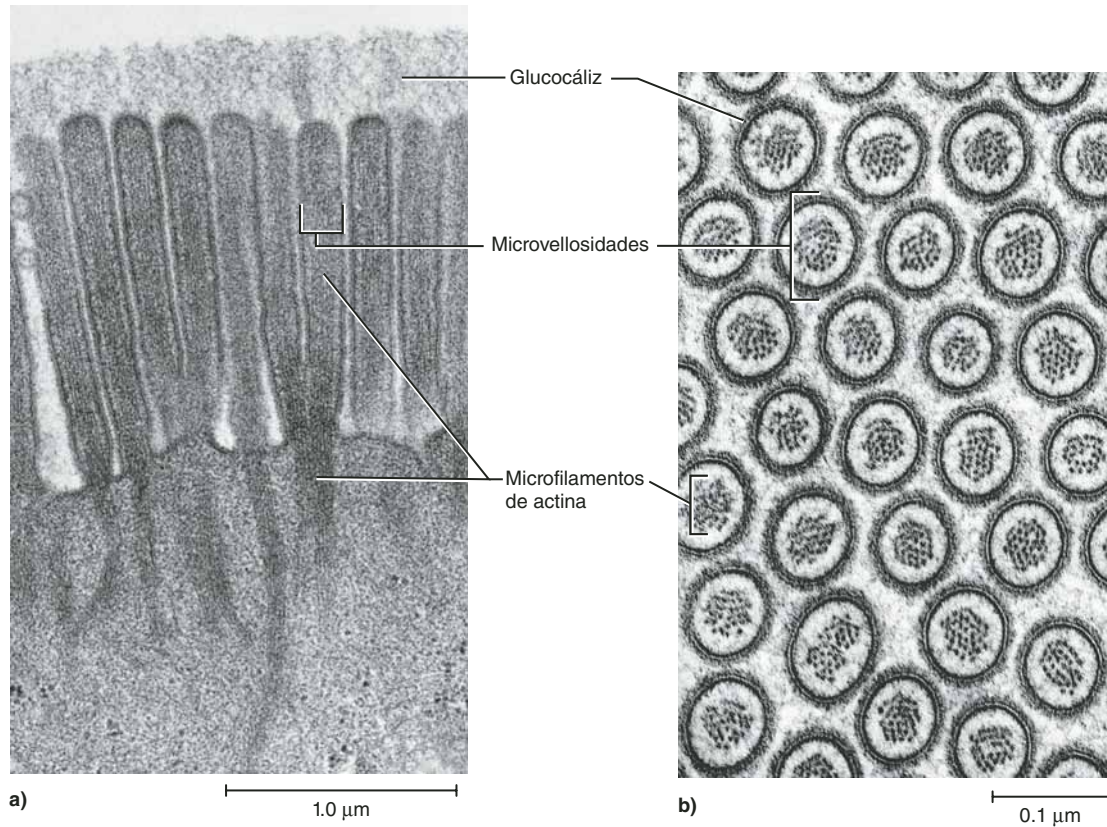 Glucocáliz
Microvellosidades
Microfilamentos
de actina
a)
1.0 μm
b)
0.1 μm